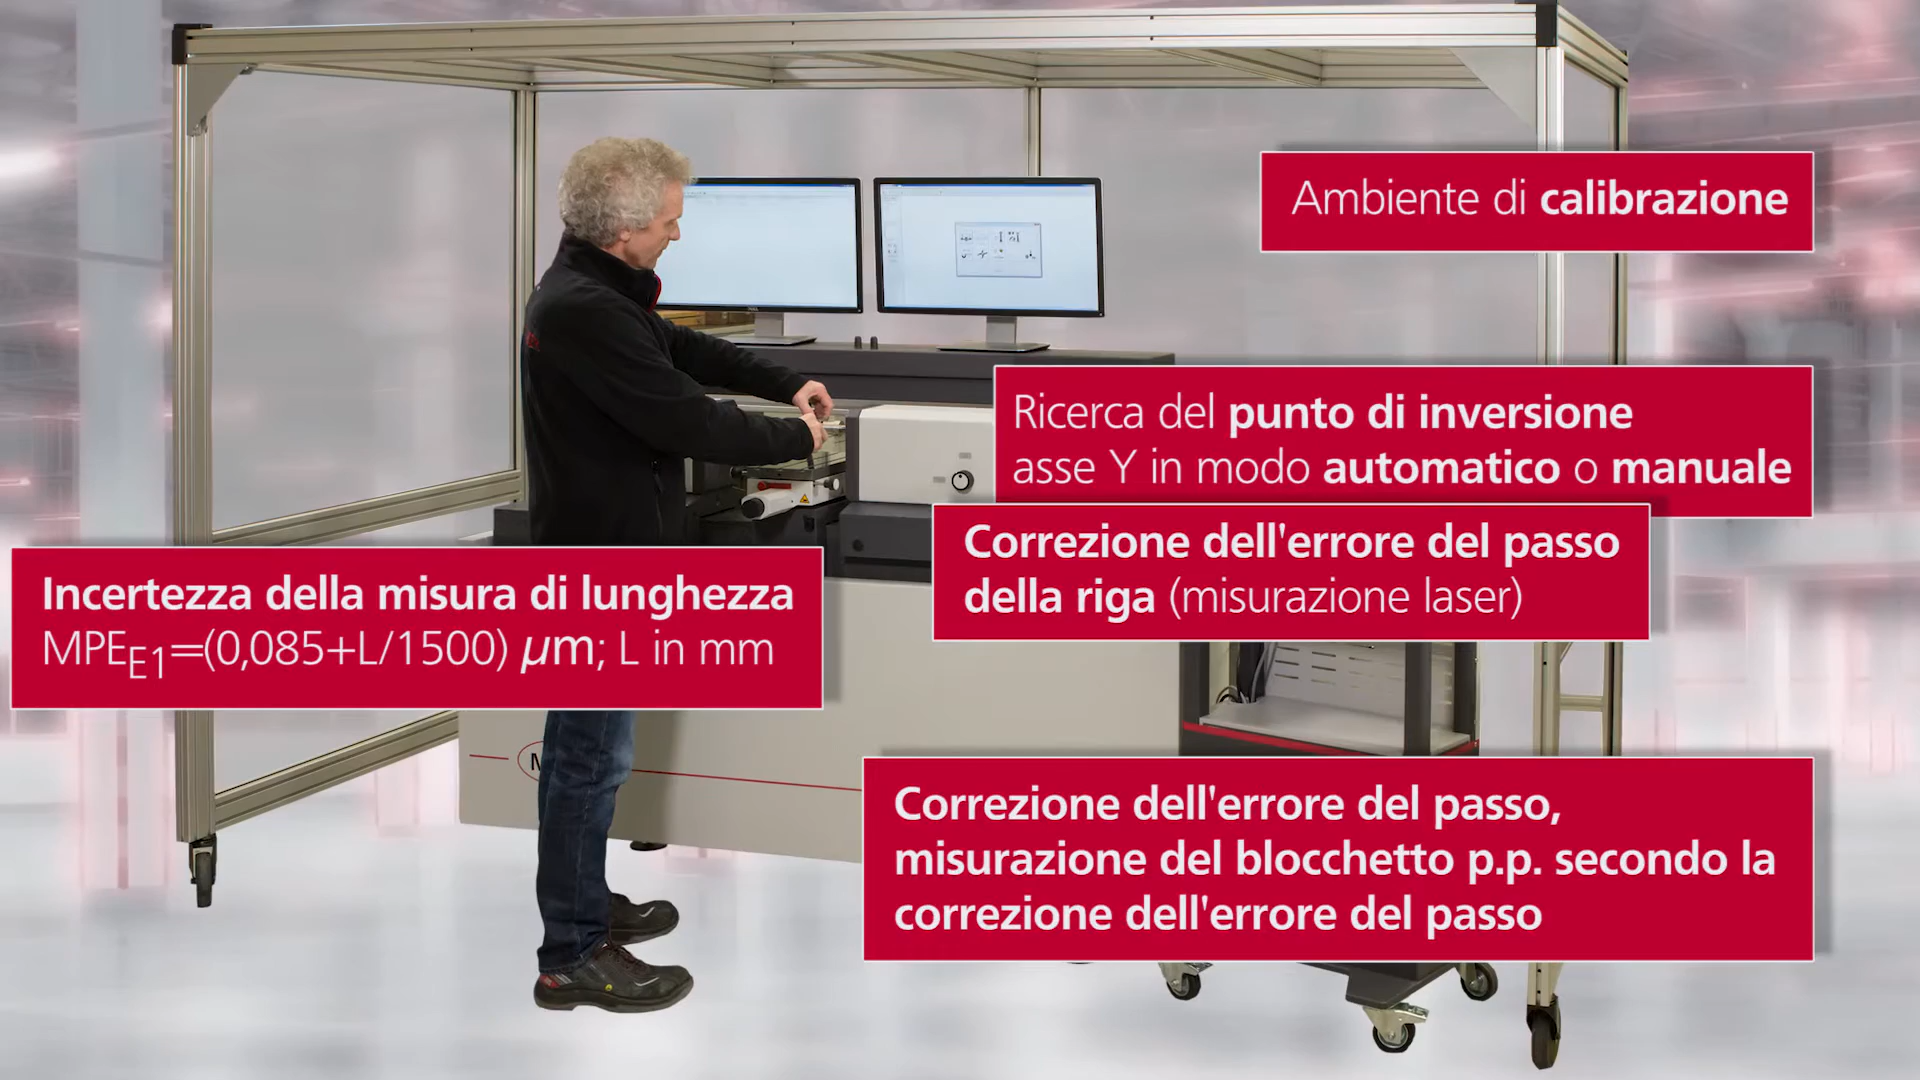 Ambiente di calibrazione
Ricerca del punto di inversione
asse Y in modo automatico o manuale
Correzione dell'errore del passo
della riga (misurazione laser)
Incertezza della misura di lunghezza
MPE_E1=(0,085+L/1500) µm; L in mm
Correzione dell'errore del passo,
misurazione del blocchetto p.p. secondo la
correzione dell'errore del passo